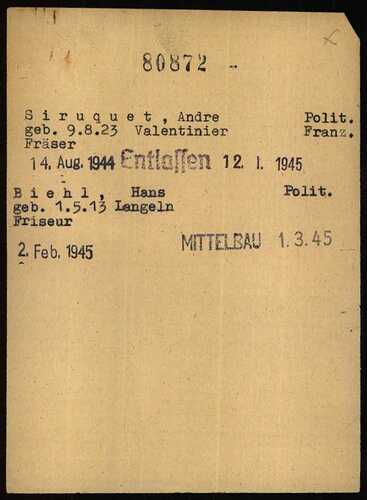 80872 -
Siruquet, Andre Polit.
geb. 9.8.23 Valentinier Franz.
Fräser
14. Aug. 1944 Entlassen 12. I. 1945
Biehl, Hans Polit.
geb. 1.5.13 Langeln
Friseur
2. Feb. 1945 MITTELBAU 1.3.45